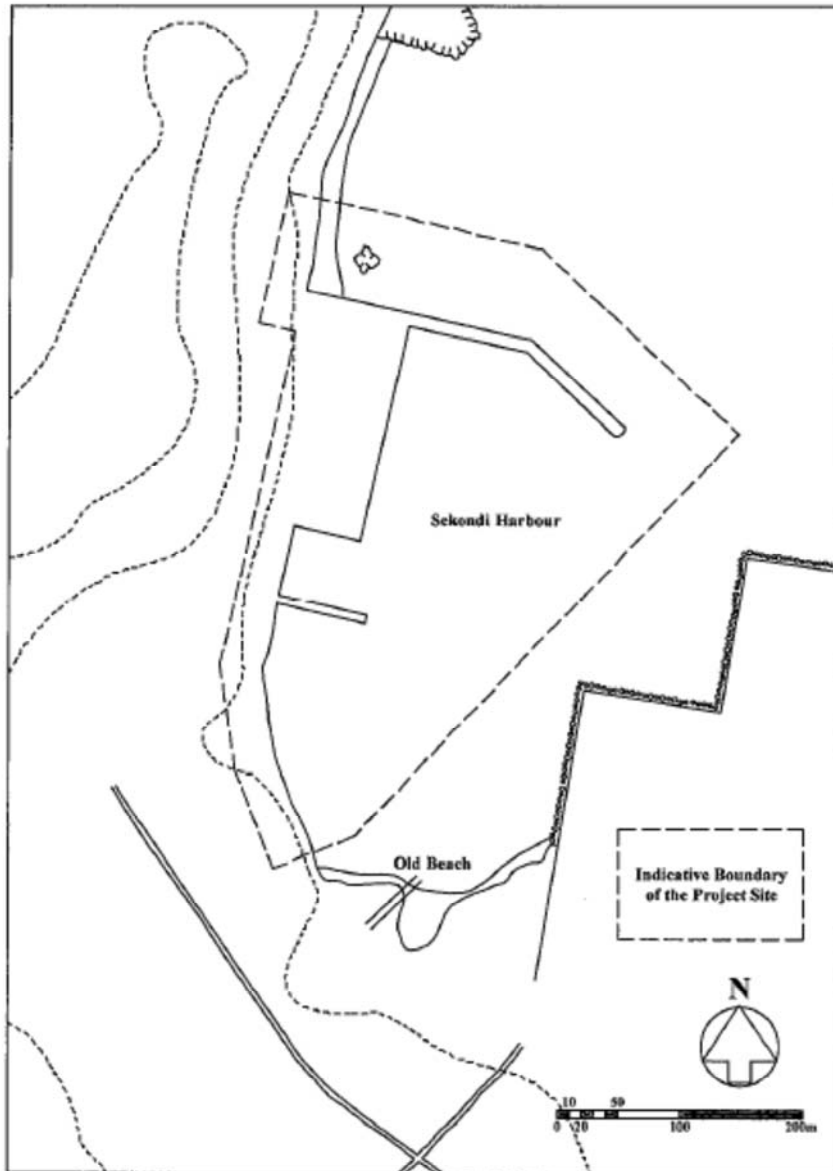 Sekondi Harbour
Old Beach
Indicative Boundary
of the Project Site
N
10 50
0 20 100 200m